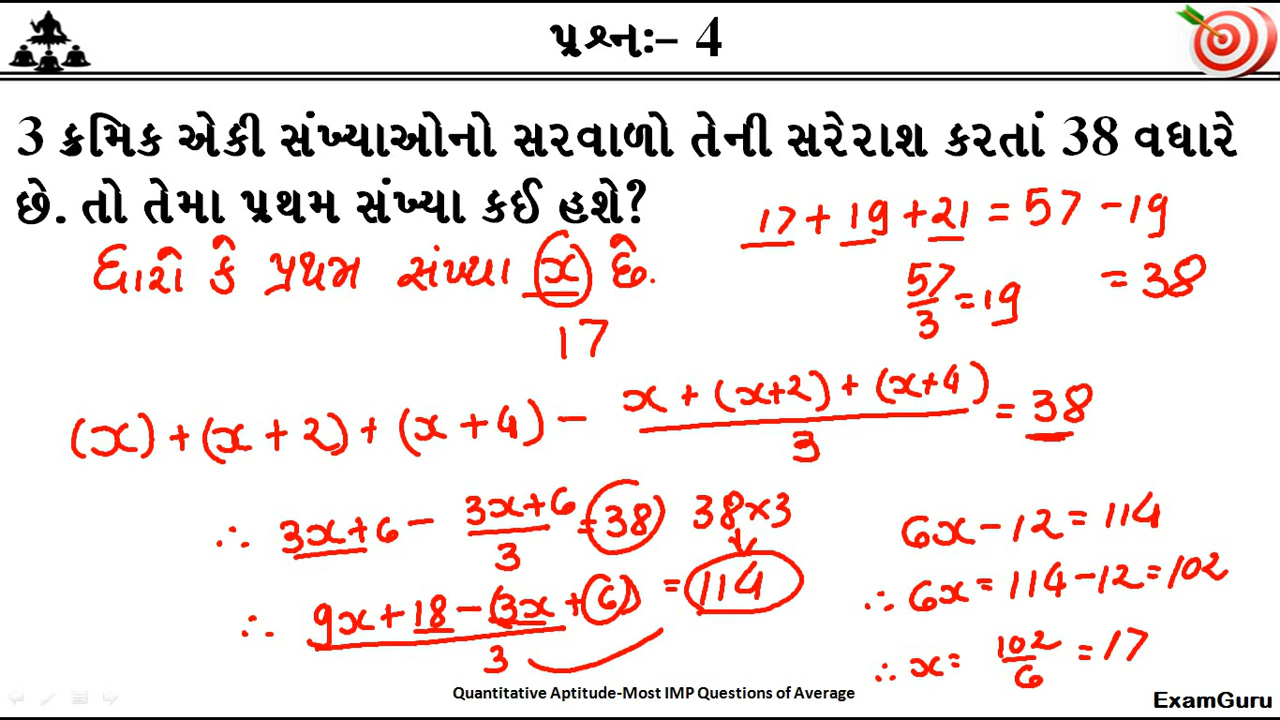 પ્રશ્નઃ- 4
3 ક્રમિક એકી સંખ્યાઓનો સરવાળો તેની સરેરાશ કરતાં 38 વધારે
છે. તો તેમા પ્રથમ સંખ્યા કઈ હશે?
17 + 19 + 21 = 57 - 19
= 38
57/3 = 19
ધારો કે પ્રથમ સંખ્યા x છે.
17
(x) + (x + 2) + (x + 4) - x + (x+2) + (x+4) / 3 = 38
∴ 3x+6 - 3x+6 / 3 = 38
38×3
∴ 9x + 18 - (3x + 6) / 3 = 114
6x - 12 = 114
∴ 6x = 114 - 12 = 102
∴ x = 102/6 = 17
Quantitative Aptitude-Most IMP Questions of Average
ExamGuru